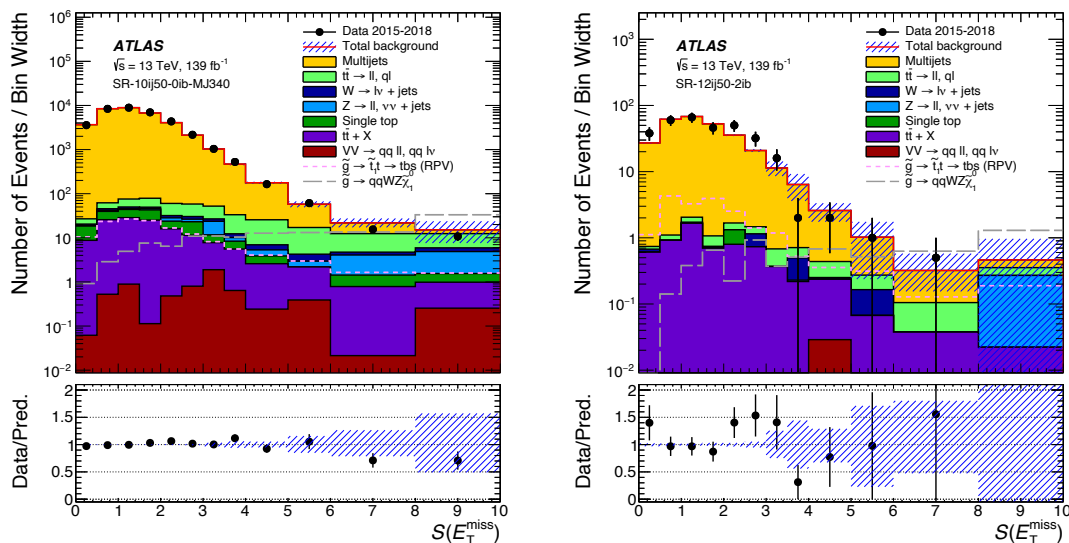 Number of Events / Bin Width
10⁶
10⁵
10⁴
10³
10²
10
1
10⁻¹
10⁻²
ATLAS
√s = 13 TeV, 139 fb⁻¹
SR-10ij50-0ib-MJ340
Data 2015-2018
Total background
Multijets
tt̄ → ll, ql
W → lν + jets
Z → ll, νν + jets
Single top
tt̄ + X
VV → qq ll, qq lν
g̃ → t̃₁t → tbs (RPV)
g̃ → qqWZχ̃₁⁰
Data/Pred.
2
1.5
1
0.5
0
0 1 2 3 4 5 6 7 8 9 10
S(E_T^miss)
Number of Events / Bin Width
10³
10²
10
1
10⁻¹
10⁻²
ATLAS
√s = 13 TeV, 139 fb⁻¹
SR-12ij50-2ib
Data 2015-2018
Total background
Multijets
tt̄ → ll, ql
W → lν + jets
Z → ll, νν + jets
Single top
tt̄ + X
VV → qq ll, qq lν
g̃ → t̃₁t → tbs (RPV)
g̃ → qqWZχ̃₁⁰
Data/Pred.
2
1.5
1
0.5
0
0 1 2 3 4 5 6 7 8 9 10
S(E_T^miss)